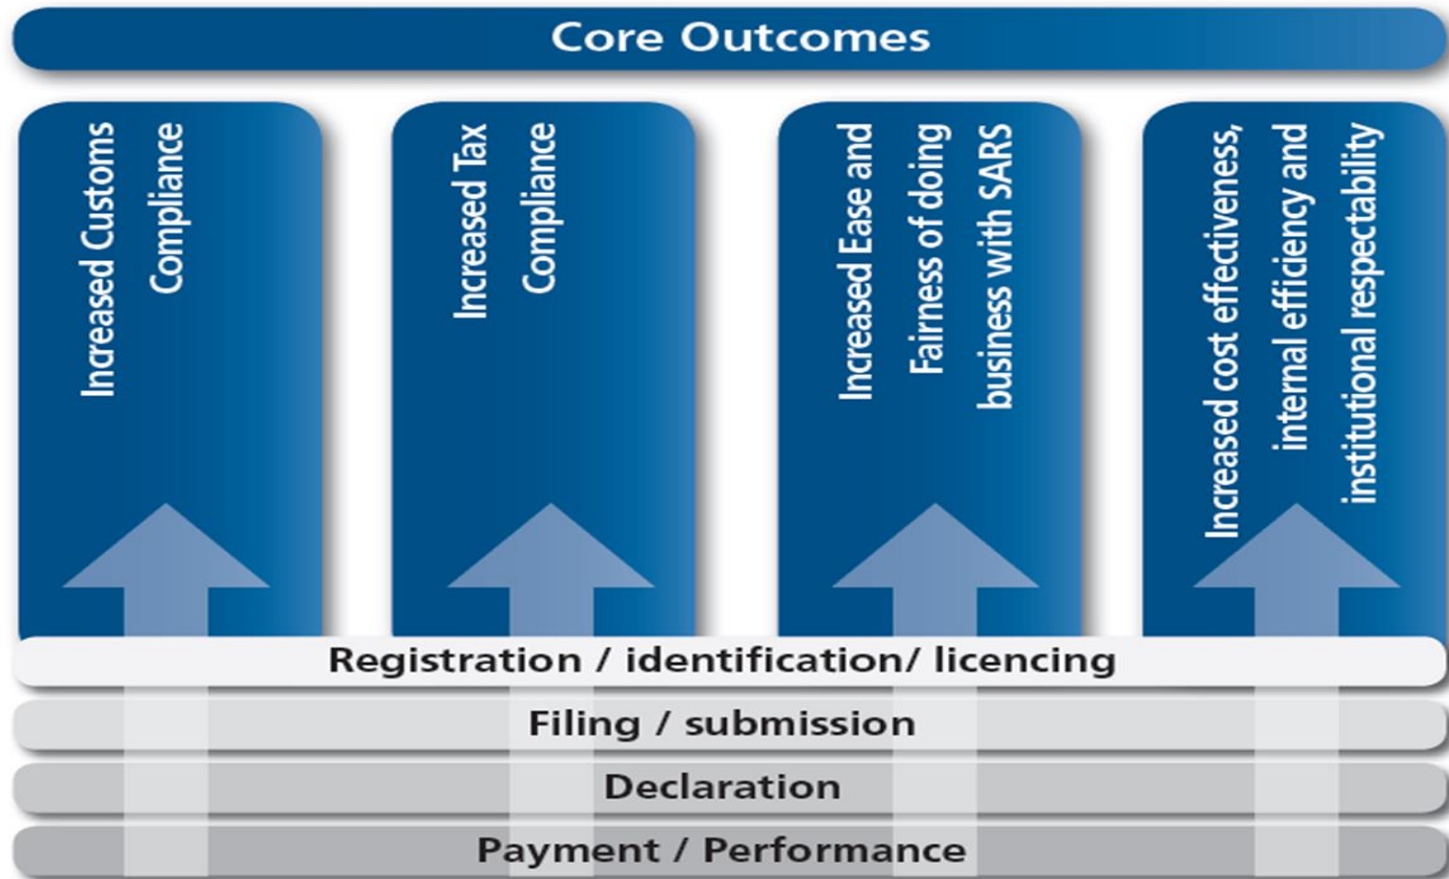 Core Outcomes
Increased Customs
Compliance
Increased Tax
Compliance
Increased Ease and
Fairness of doing
business with SARS
Increased cost effectiveness,
internal efficiency and
institutional respectability
Registration / identification/ licencing
Filing / submission
Declaration
Payment / Performance